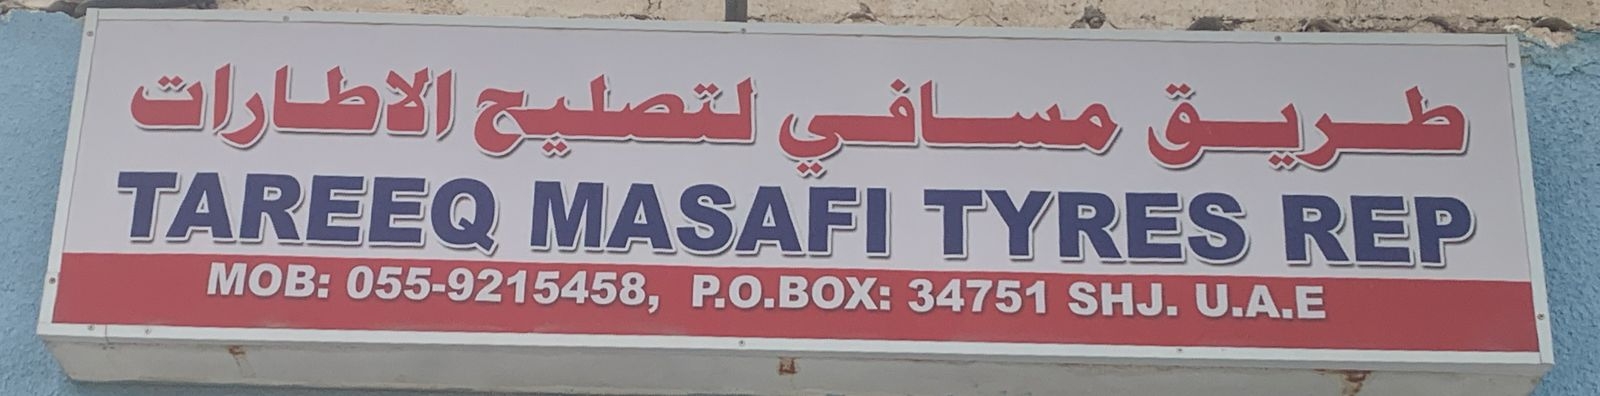 طريق مسافي لتصليح الاطارات
TAREEQ MASAFI TYRES REP
MOB: 055-9215458, P.O.BOX: 34751 SHJ. U.A.E